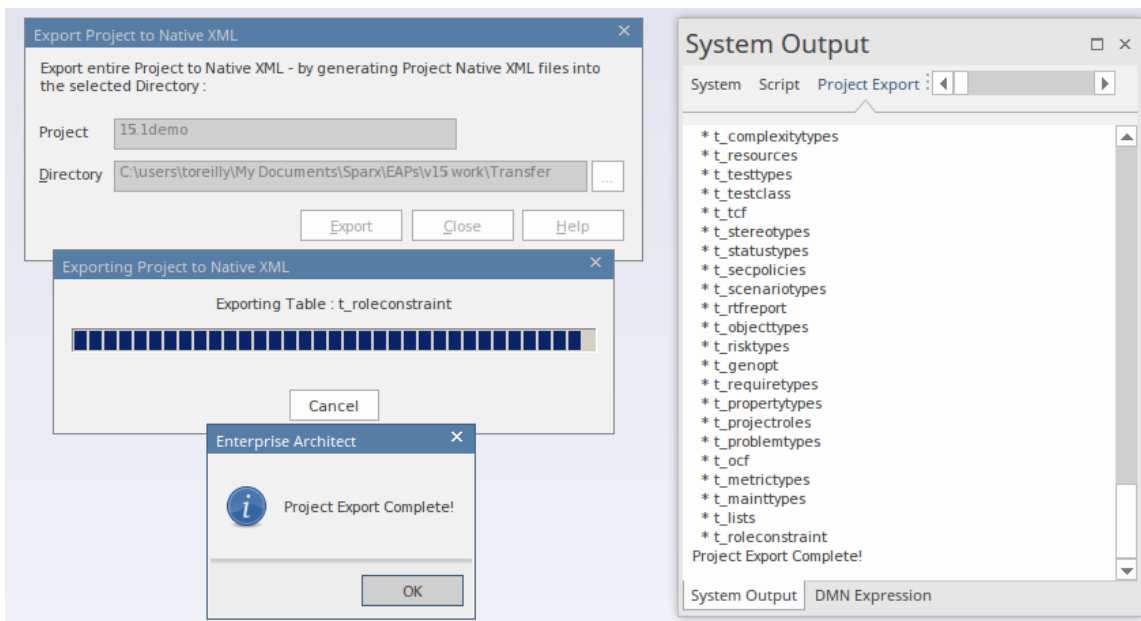 Export Project to Native XML
Export entire Project to Native XML - by generating Project Native XML files into
the selected Directory :
Project
15.1demo
Directory
C:\users\toreilly\My Documents\Sparx\EAPs\v15 work\Transfer
...
Export
Close
Help
Exporting Project to Native XML
Exporting Table : t_roleconstraint
Cancel
Enterprise Architect
Project Export Complete!
OK
System Output
System Script Project Export
* t_complexitytypes
* t_resources
* t_testtypes
* t_testclass
* t_tcf
* t_stereotypes
* t_statustypes
* t_secpolicies
* t_scenariotypes
* t_rtfreport
* t_objecttypes
* t_risktypes
* t_genopt
* t_requiretypes
* t_propertytypes
* t_projectroles
* t_problemtypes
* t_ocf
* t_metrictypes
* t_mainttypes
* t_lists
* t_roleconstraint
Project Export Complete!
System Output DMN Expression